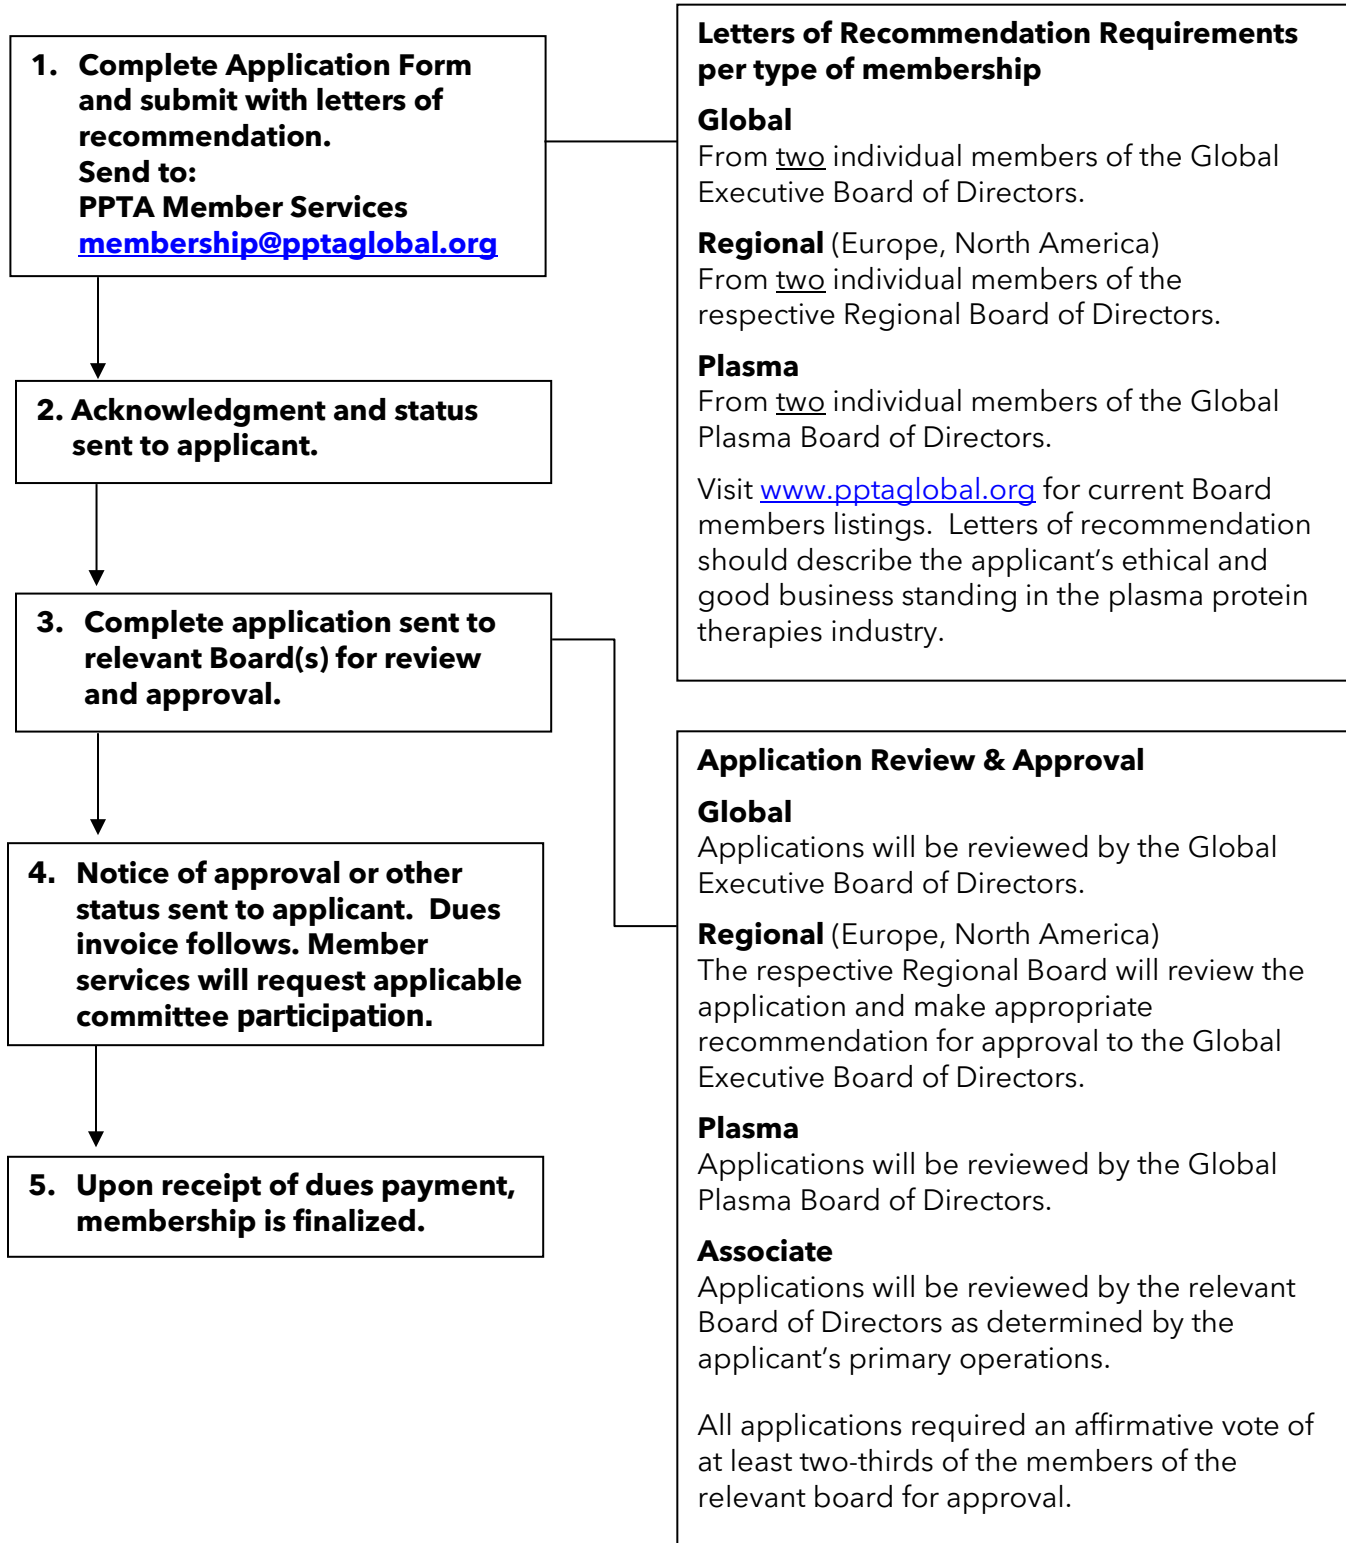 1. Complete Application Form
and submit with letters of
recommendation.
Send to:
PPTA Member Services
membership@pptaglobal.org
2. Acknowledgment and status
sent to applicant.
3. Complete application sent to
relevant Board(s) for review
and approval.
4. Notice of approval or other
status sent to applicant.  Dues
invoice follows. Member
services will request applicable
committee participation.
5. Upon receipt of dues payment,
membership is finalized.
Letters of Recommendation Requirements
per type of membership
Global
From two individual members of the Global
Executive Board of Directors.
Regional (Europe, North America)
From two individual members of the
respective Regional Board of Directors.
Plasma
From two individual members of the Global
Plasma Board of Directors.
Visit www.pptaglobal.org for current Board
members listings.  Letters of recommendation
should describe the applicant’s ethical and
good business standing in the plasma protein
therapies industry.
Application Review & Approval
Global
Applications will be reviewed by the Global
Executive Board of Directors.
Regional (Europe, North America)
The respective Regional Board will review the
application and make appropriate
recommendation for approval to the Global
Executive Board of Directors.
Plasma
Applications will be reviewed by the Global
Plasma Board of Directors.
Associate
Applications will be reviewed by the relevant
Board of Directors as determined by the
applicant’s primary operations.
All applications required an affirmative vote of
at least two-thirds of the members of the
relevant board for approval.